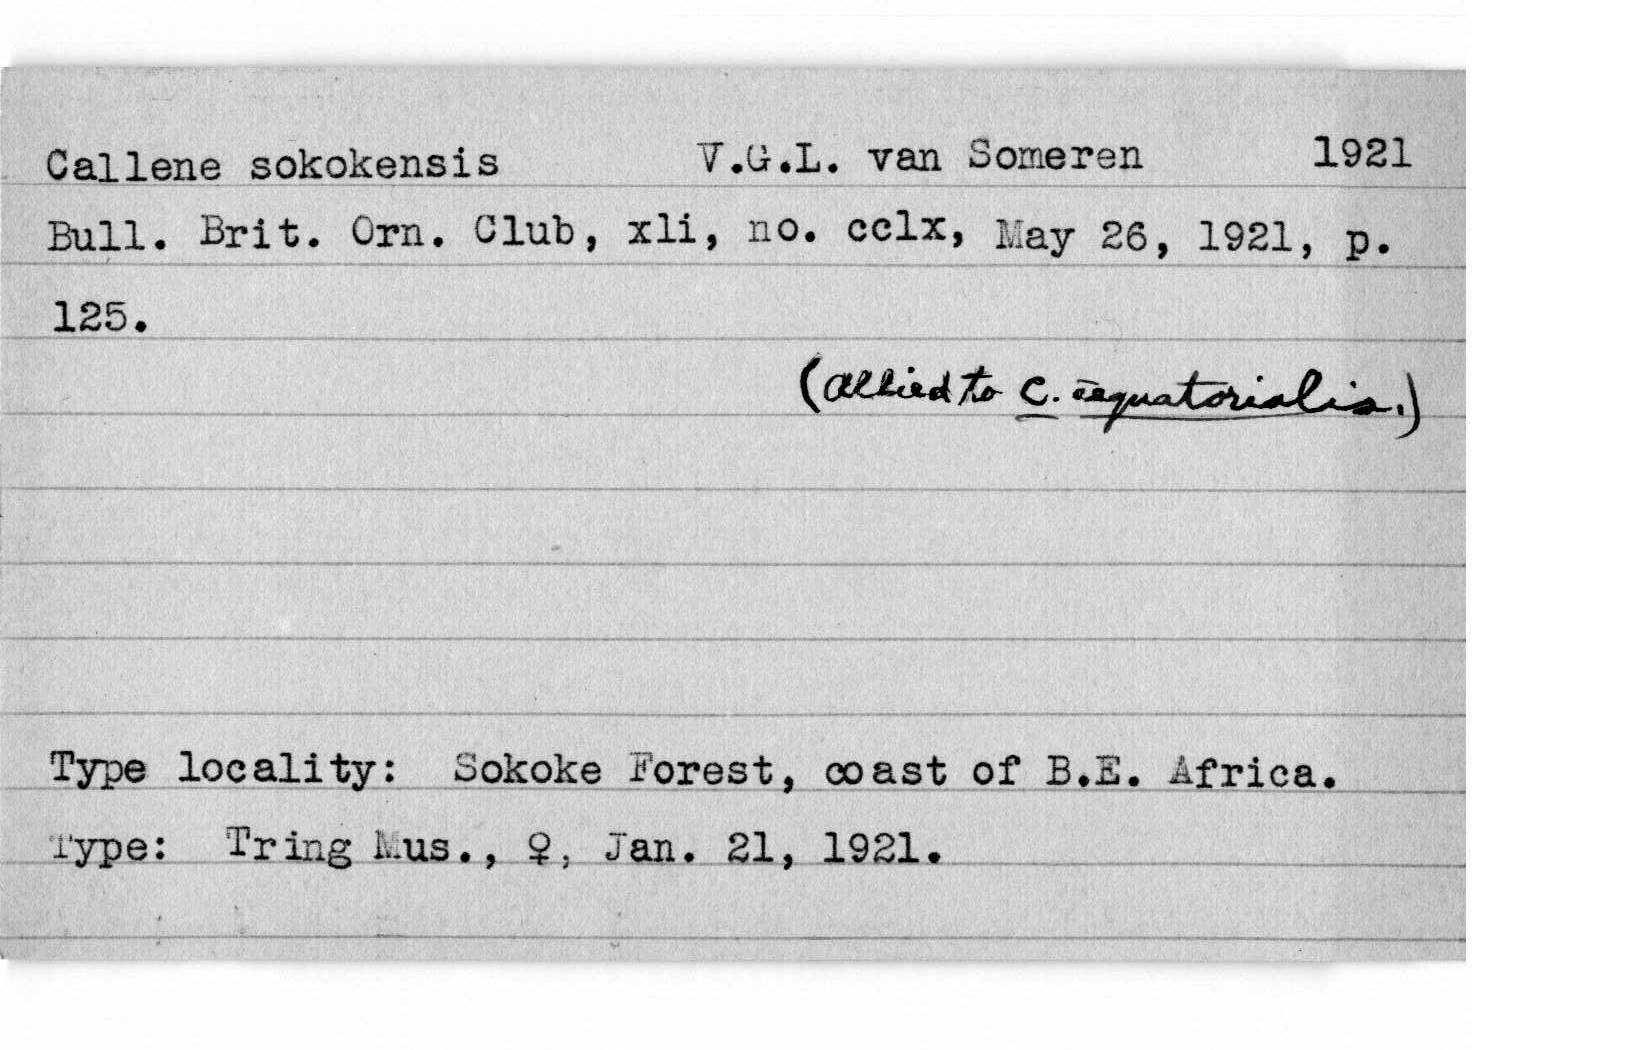 Callene sokokensis V.G.L. van Someren 1921
Bull. Brit. Orn. Club, xli, no. cclx, May 26, 1921, p.
125.
(allied to C. æquatorialis.)
Type locality: Sokoke Forest, coast of B.E. Africa.
Type: Tring Mus., ♀, Jan. 21, 1921.